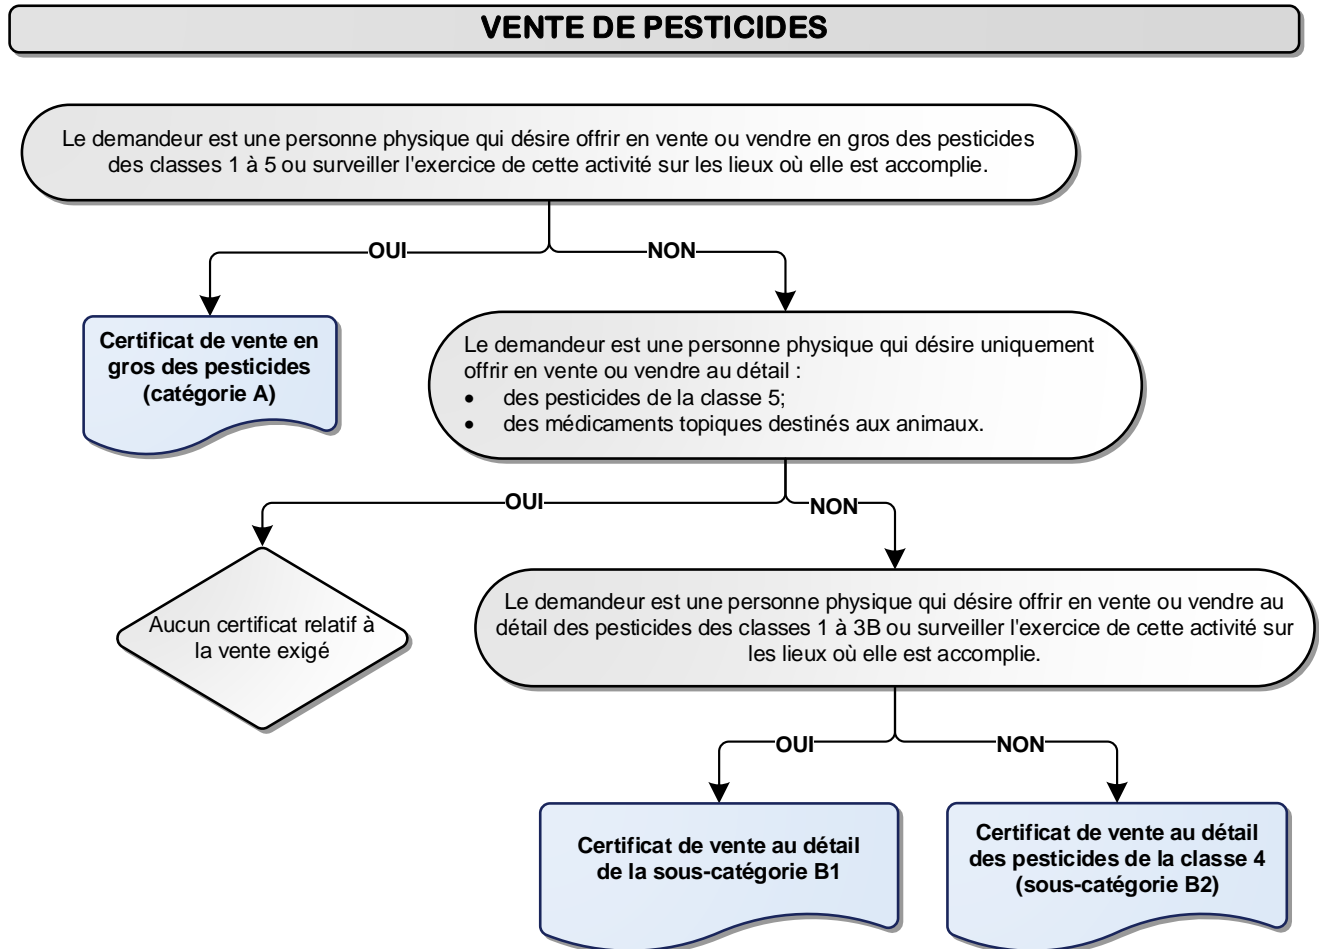 VENTE DE PESTICIDES
Le demandeur est une personne physique qui désire offrir en vente ou vendre en gros des pesticides
des classes 1 à 5 ou surveiller l'exercice de cette activité sur les lieux où elle est accomplie.
OUI
NON
Certificat de vente en
gros des pesticides
(catégorie A)
Le demandeur est une personne physique qui désire uniquement
offrir en vente ou vendre au détail :
• des pesticides de la classe 5;
• des médicaments topiques destinés aux animaux.
OUI
NON
Aucun certificat relatif à
la vente exigé
Le demandeur est une personne physique qui désire offrir en vente ou vendre au
détail des pesticides des classes 1 à 3B ou surveiller l'exercice de cette activité sur
les lieux où elle est accomplie.
OUI
NON
Certificat de vente au détail
de la sous-catégorie B1
Certificat de vente au détail
des pesticides de la classe 4
(sous-catégorie B2)